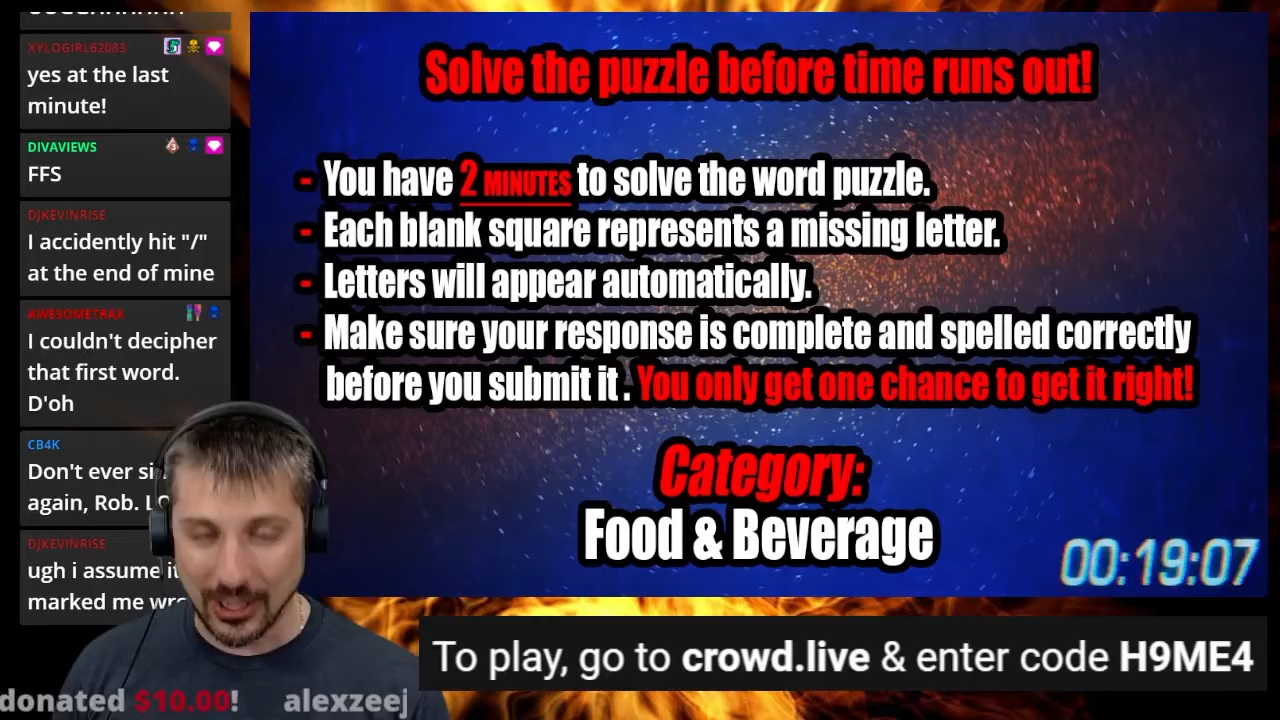 XYLOGIRL62083
yes at the last
minute!
DIVAVIEWS
FFS
DJKEVINRISE
I accidently hit "/"
at the end of mine
AWESOMETRAX
I couldn't decipher
that first word.
D'oh
CB4K
Don't ever
again, Rob.
DJKEVINRISE
ugh i assume it
marked me
Solve the puzzle before time runs out!
- You have 2 MINUTES to solve the word puzzle.
- Each blank square represents a missing letter.
- Letters will appear automatically.
- Make sure your response is complete and spelled correctly
before you submit it. You only get one chance to get it right!
Category:
Food & Beverage
00:19:07
To play, go to crowd.live & enter code H9ME4
donated $10.00! alexzeej